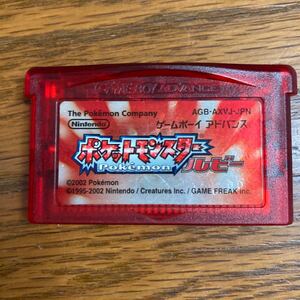 GAME BOY ADVANCE
The Pokémon Company
AGB-AXVJ-JPN
Nintendo
ゲームボーイ アドバンス
ポケットモンスター
Pokémon
ルビー
©2002 Pokémon
©1995-2002 Nintendo / Creatures Inc. / GAME FREAK inc.